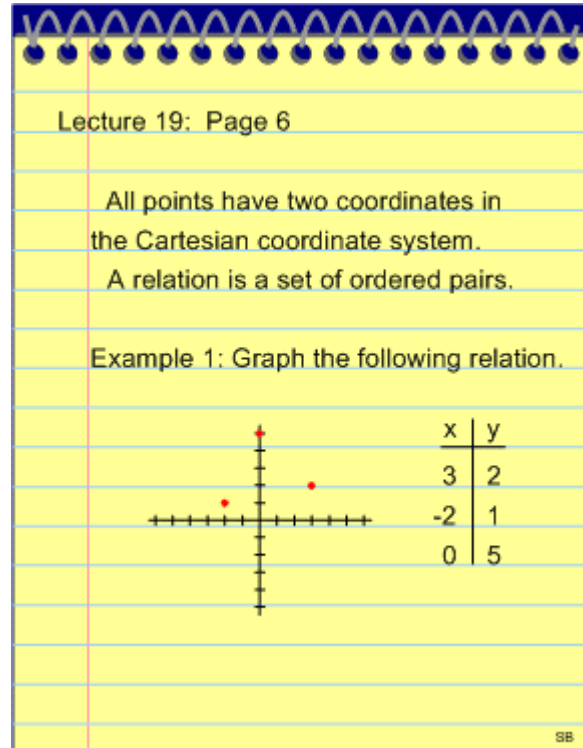 Lecture 19: Page 6
All points have two coordinates in
the Cartesian coordinate system.
A relation is a set of ordered pairs.
Example 1: Graph the following relation.
x y
3 2
-2 1
0 5
SB